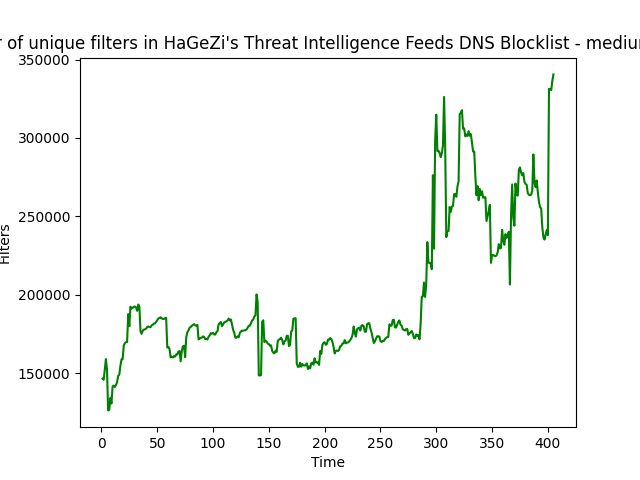 r of unique filters in HaGeZi's Threat Intelligence Feeds DNS Blocklist - mediu
350000
300000
250000
200000
150000
Filters
0 50 100 150 200 250 300 350 400
Time